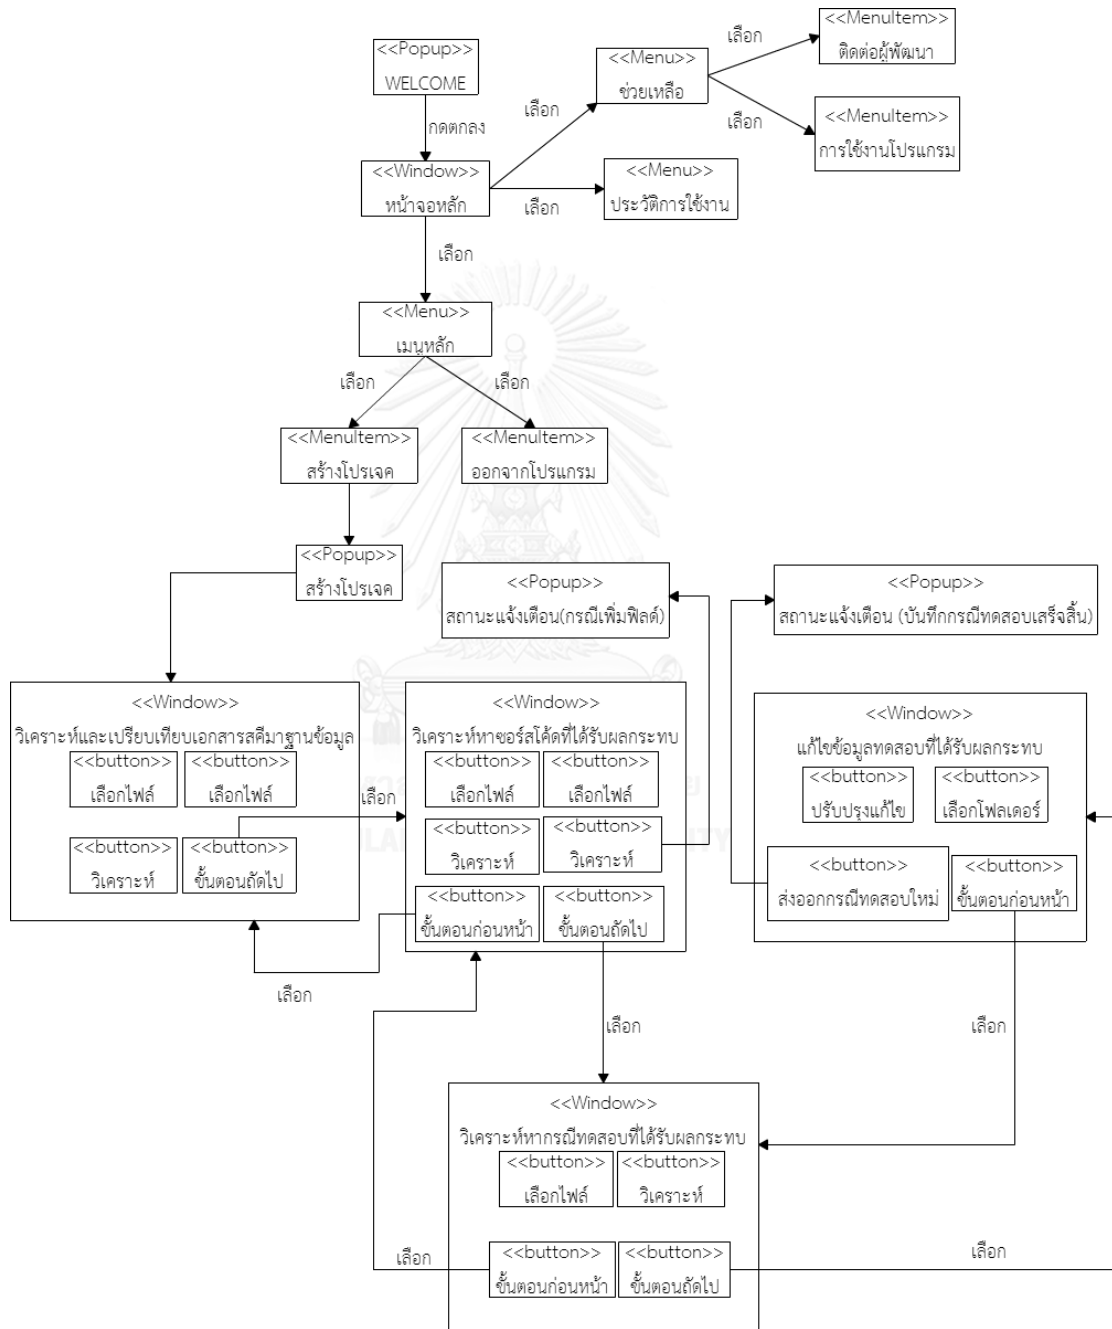 <<Popup>>
WELCOME
กดตกลง
<<Window>>
หน้าจอหลัก
เลือก
<<Menu>>
ช่วยเหลือ
เลือก
<<MenuItem>>
ติดต่อผู้พัฒนา
เลือก
<<MenuItem>>
การใช้งานโปรแกรม
เลือก
<<Menu>>
ประวัติการใช้งาน
เลือก
<<Menu>>
เมนูหลัก
เลือก
เลือก
<<MenuItem>>
สร้างโปรเจค
<<MenuItem>>
ออกจากโปรแกรม
<<Popup>>
สร้างโปรเจค
<<Popup>>
สถานะแจ้งเตือน(กรณีเพิ่มฟิลด์)
<<Popup>>
สถานะแจ้งเตือน (บันทึกกรณีทดสอบเสร็จสิ้น)
<<Window>>
วิเคราะห์และเปรียบเทียบเอกสารสคีมาฐานข้อมูล
<<button>>
เลือกไฟล์
<<button>>
เลือกไฟล์
<<button>>
วิเคราะห์
<<button>>
ขั้นตอนถัดไป
เลือก
<<Window>>
วิเคราะห์หาซอร์สโค้ดที่ได้รับผลกระทบ
<<button>>
เลือกไฟล์
<<button>>
เลือกไฟล์
<<button>>
วิเคราะห์
<<button>>
วิเคราะห์
<<button>>
ขั้นตอนก่อนหน้า
<<button>>
ขั้นตอนถัดไป
<<Window>>
แก้ไขข้อมูลทดสอบที่ได้รับผลกระทบ
<<button>>
ปรับปรุงแก้ไข
<<button>>
เลือกโฟลเดอร์
<<button>>
ส่งออกกรณีทดสอบใหม่
<<button>>
ขั้นตอนก่อนหน้า
เลือก
เลือก
เลือก
<<Window>>
วิเคราะห์หากรณีทดสอบที่ได้รับผลกระทบ
<<button>>
เลือกไฟล์
<<button>>
วิเคราะห์
เลือก
<<button>>
ขั้นตอนก่อนหน้า
<<button>>
ขั้นตอนถัดไป
เลือก